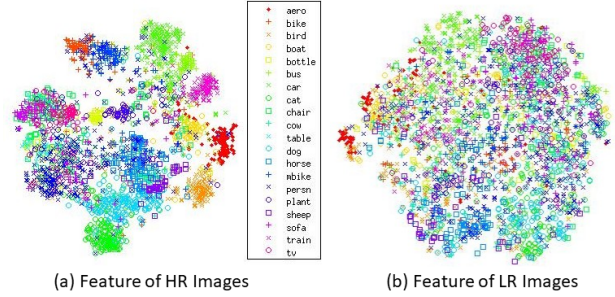 aero
bike
bird
boat
bottle
bus
car
cat
chair
cow
table
dog
horse
mbike
persn
plant
sheep
sofa
train
tv
(a) Feature of HR Images
(b) Feature of LR Images